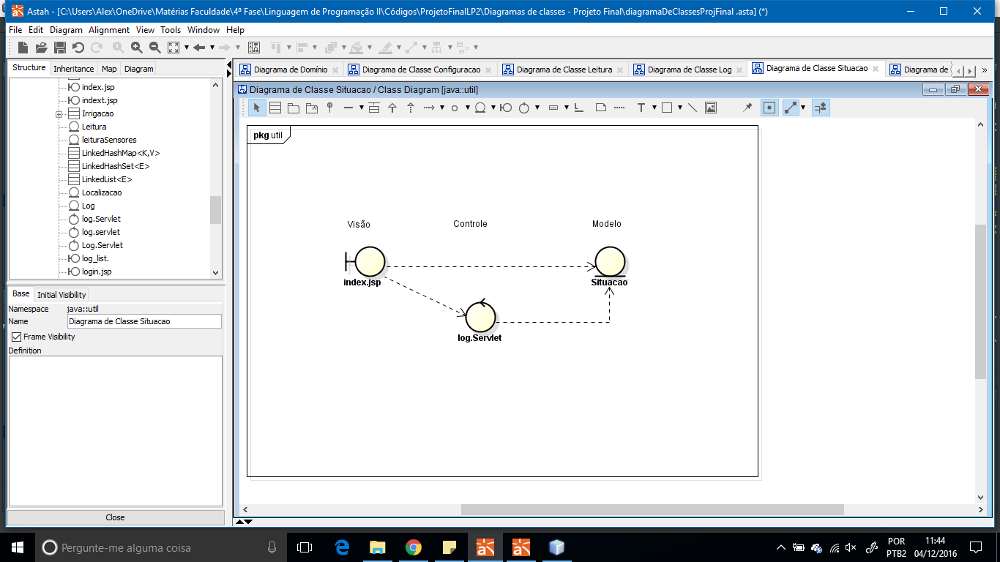 Astah - [C:\Users\Alex\OneDrive\Matérias Faculdade\4ª Fase\Linguagem de Programação II\Códigos\ProjetoFinalLP2\Diagramas de classes - Projeto Final\diagramaDeClassesProjFinal .asta] (*)
File Edit Diagram Alignment View Tools Window Help
Structure Inheritance Map Diagram
Diagrama de Domínio Diagrama de Classe Configuracao Diagrama de Classe Leitura Diagrama de Classe Log Diagrama de Classe Situacao Diagrama de
Diagrama de Classe Situacao / Class Diagram [java::util]
index.jsp
indext.jsp
Irrigacao
Leitura
leituraSensores
LinkedHashMap<K,V>
LinkedHashSet<E>
LinkedList<E>
Localizacao
Log
log.Servlet
log.servlet
Log.Servlet
log_list.
login.jsp
Base Initial Visibility
Namespace java::util
Name Diagrama de Classe Situacao
Frame Visibility
Definition
Close
pkg util
Visão Controle Modelo
index.jsp Situacao
log.Servlet
Pergunte-me alguma coisa
POR 11:44
PTB2 04/12/2016